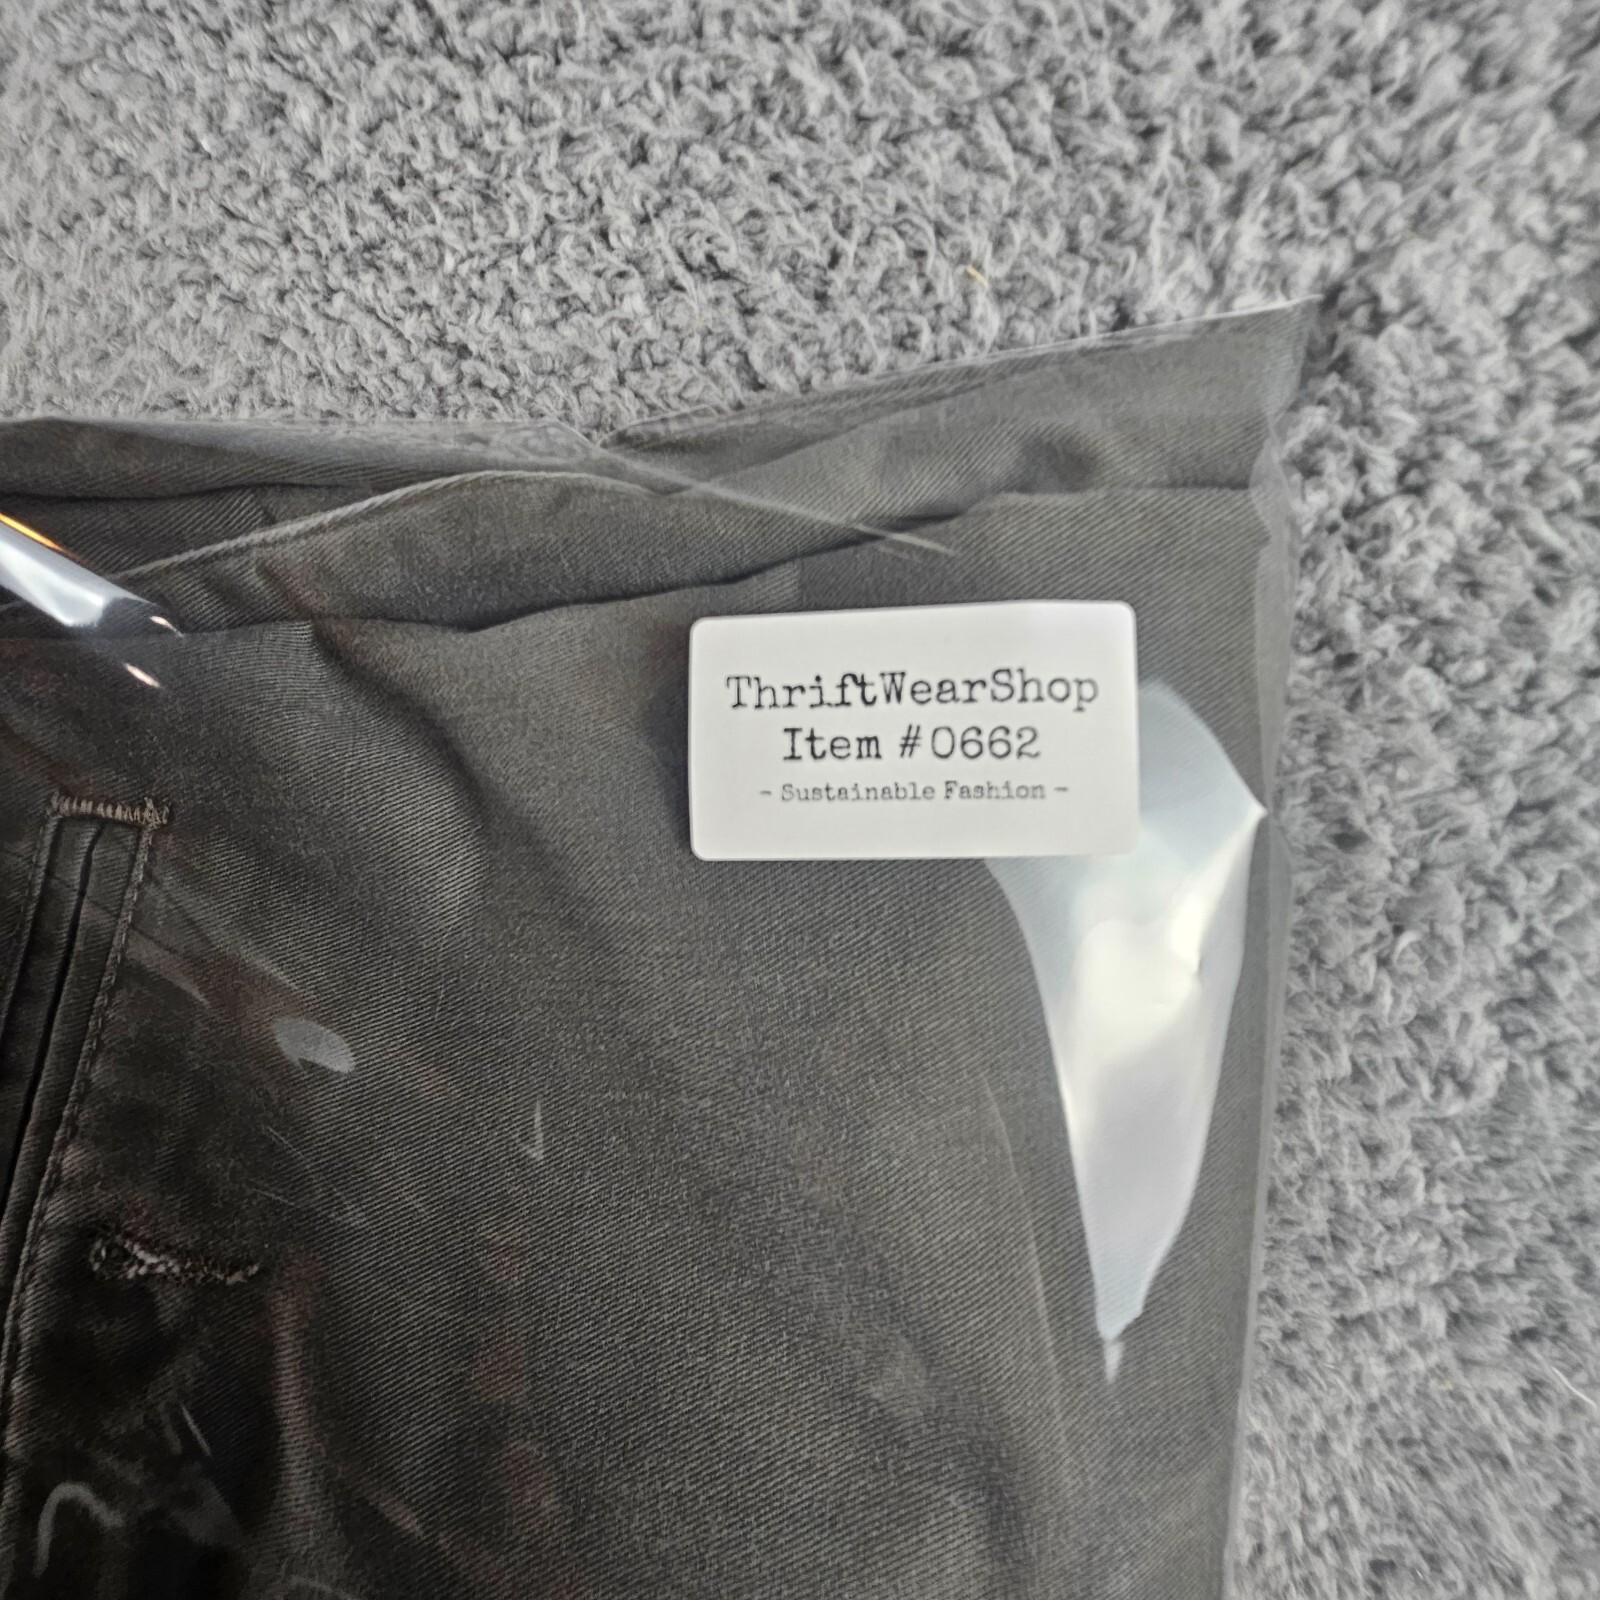 ThriftWearShop
Item #0662
~ Sustainable Fashion ~